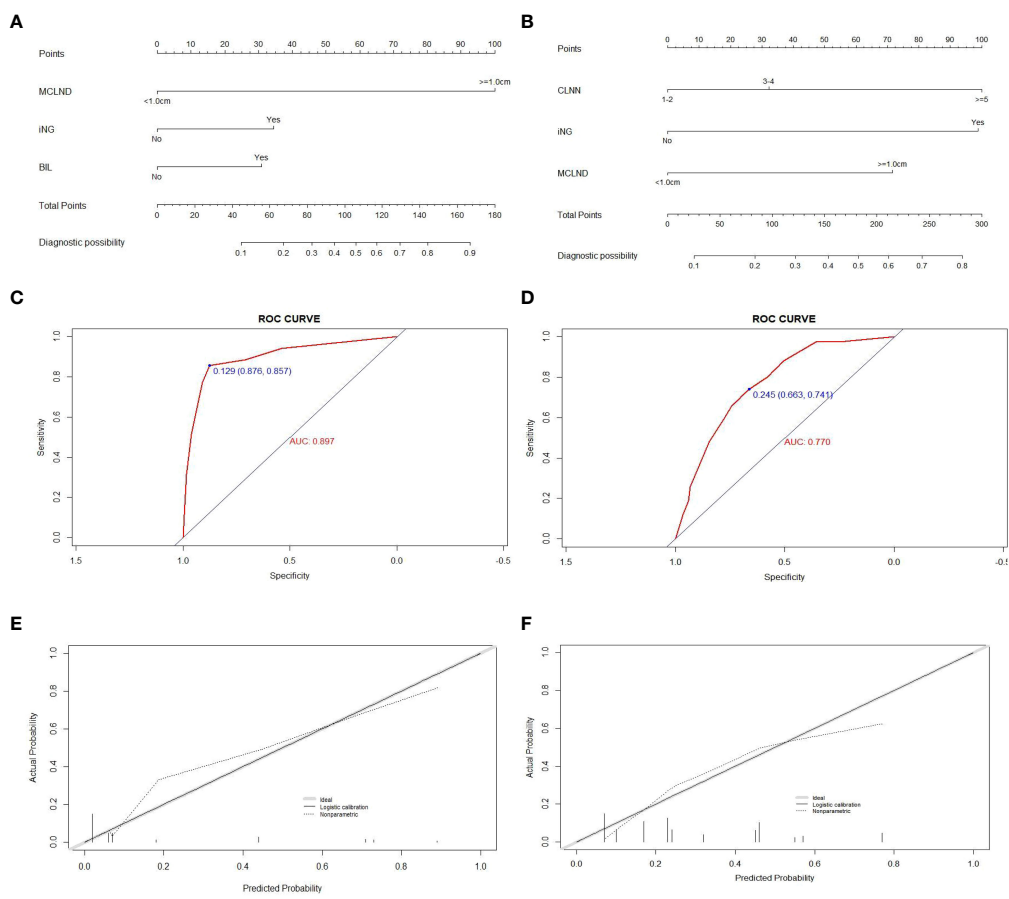 A
Points
0 10 20 30 40 50 60 70 80 90 100
MCLND
>=1.0cm
<1.0cm
iNG
Yes
No
BIL
Yes
No
Total Points
0 20 40 60 80 100 120 140 160 180
Diagnostic possibility
0.1 0.2 0.3 0.4 0.5 0.6 0.7 0.8 0.9
B
Points
0 10 20 30 40 50 60 70 80 90 100
CLNN
3-4
1-2 >=5
iNG
Yes
No
MCLND
>=1.0cm
<1.0cm
Total Points
0 50 100 150 200 250 300
Diagnostic possibility
0.1 0.2 0.3 0.4 0.5 0.6 0.7 0.8
C
ROC CURVE
Sensitivity
0.0 0.2 0.4 0.6 0.8 1.0
0.129 (0.876, 0.857)
AUC: 0.897
1.5 1.0 0.5 0.0 -0.5
Specificity
D
ROC CURVE
Sensitivity
0.0 0.2 0.4 0.6 0.8 1.0
0.245 (0.663, 0.741)
AUC: 0.770
1.5 1.0 0.5 0.0 -0.5
Specificity
E
Actual Probability
0.0 0.2 0.4 0.6 0.8 1.0
Ideal
Logistic calibration
Nonparametric
0.0 0.2 0.4 0.6 0.8 1.0
Predicted Probability
F
Actual Probability
0.0 0.2 0.4 0.6 0.8 1.0
Ideal
Logistic calibration
Nonparametric
0.0 0.2 0.4 0.6 0.8 1.0
Predicted Probability